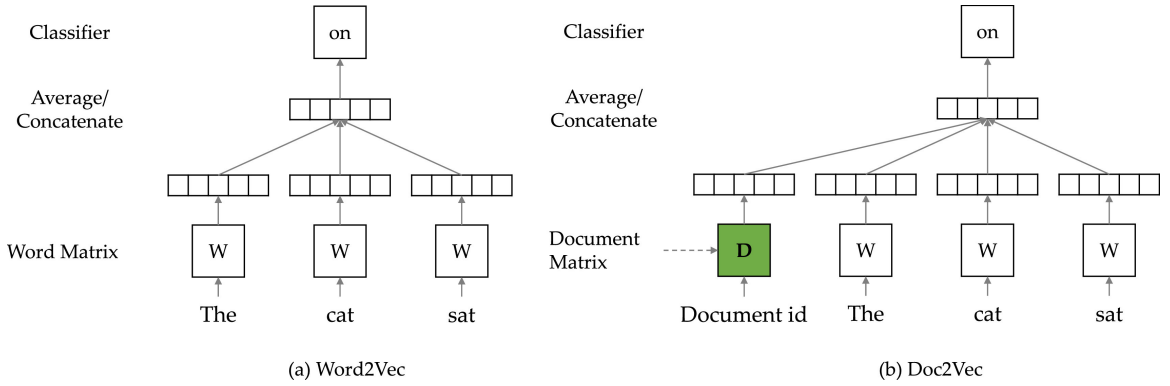 Classifier
on
Average/
Concatenate
Word Matrix
W
W
W
The
cat
sat
(a) Word2Vec
Classifier
on
Average/
Concatenate
Document
Matrix
D
W
W
W
Document id
The
cat
sat
(b) Doc2Vec